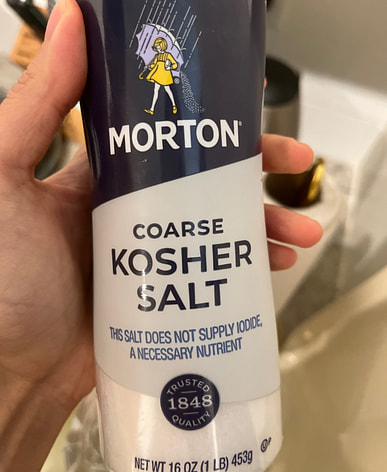 MORTON®
COARSE
KOSHER
SALT
THIS SALT DOES NOT SUPPLY IODIDE,
A NECESSARY NUTRIENT
TRUSTED
1848
QUALITY
NET WT 16 OZ (1 LB) 453g ⓊP